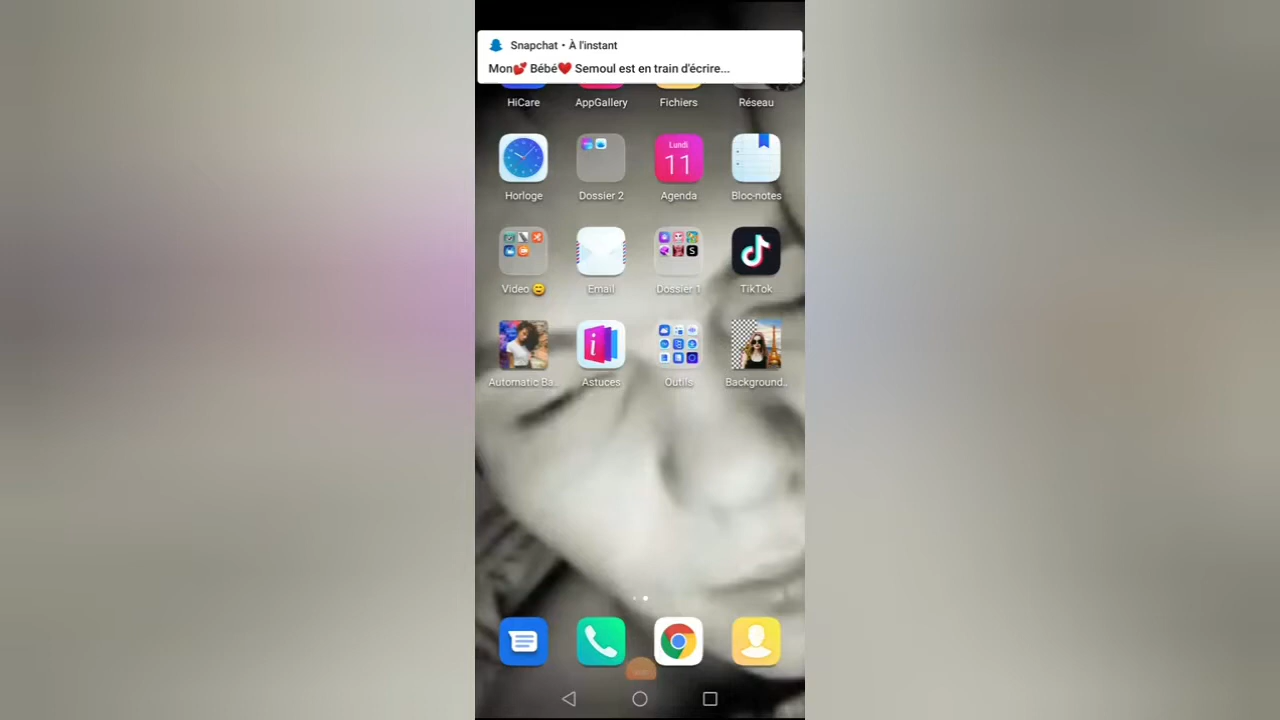 Snapchat • À l'instant
Mon💕 Bébé❤️ Semoul est en train d'écrire...
HiCare AppGallery Fichiers Réseau
Lundi
11
Horloge Dossier 2 Agenda Bloc-notes
Video 😊 Email Dossier 1 TikTok
Automatic Ba.. Astuces Outils Background..